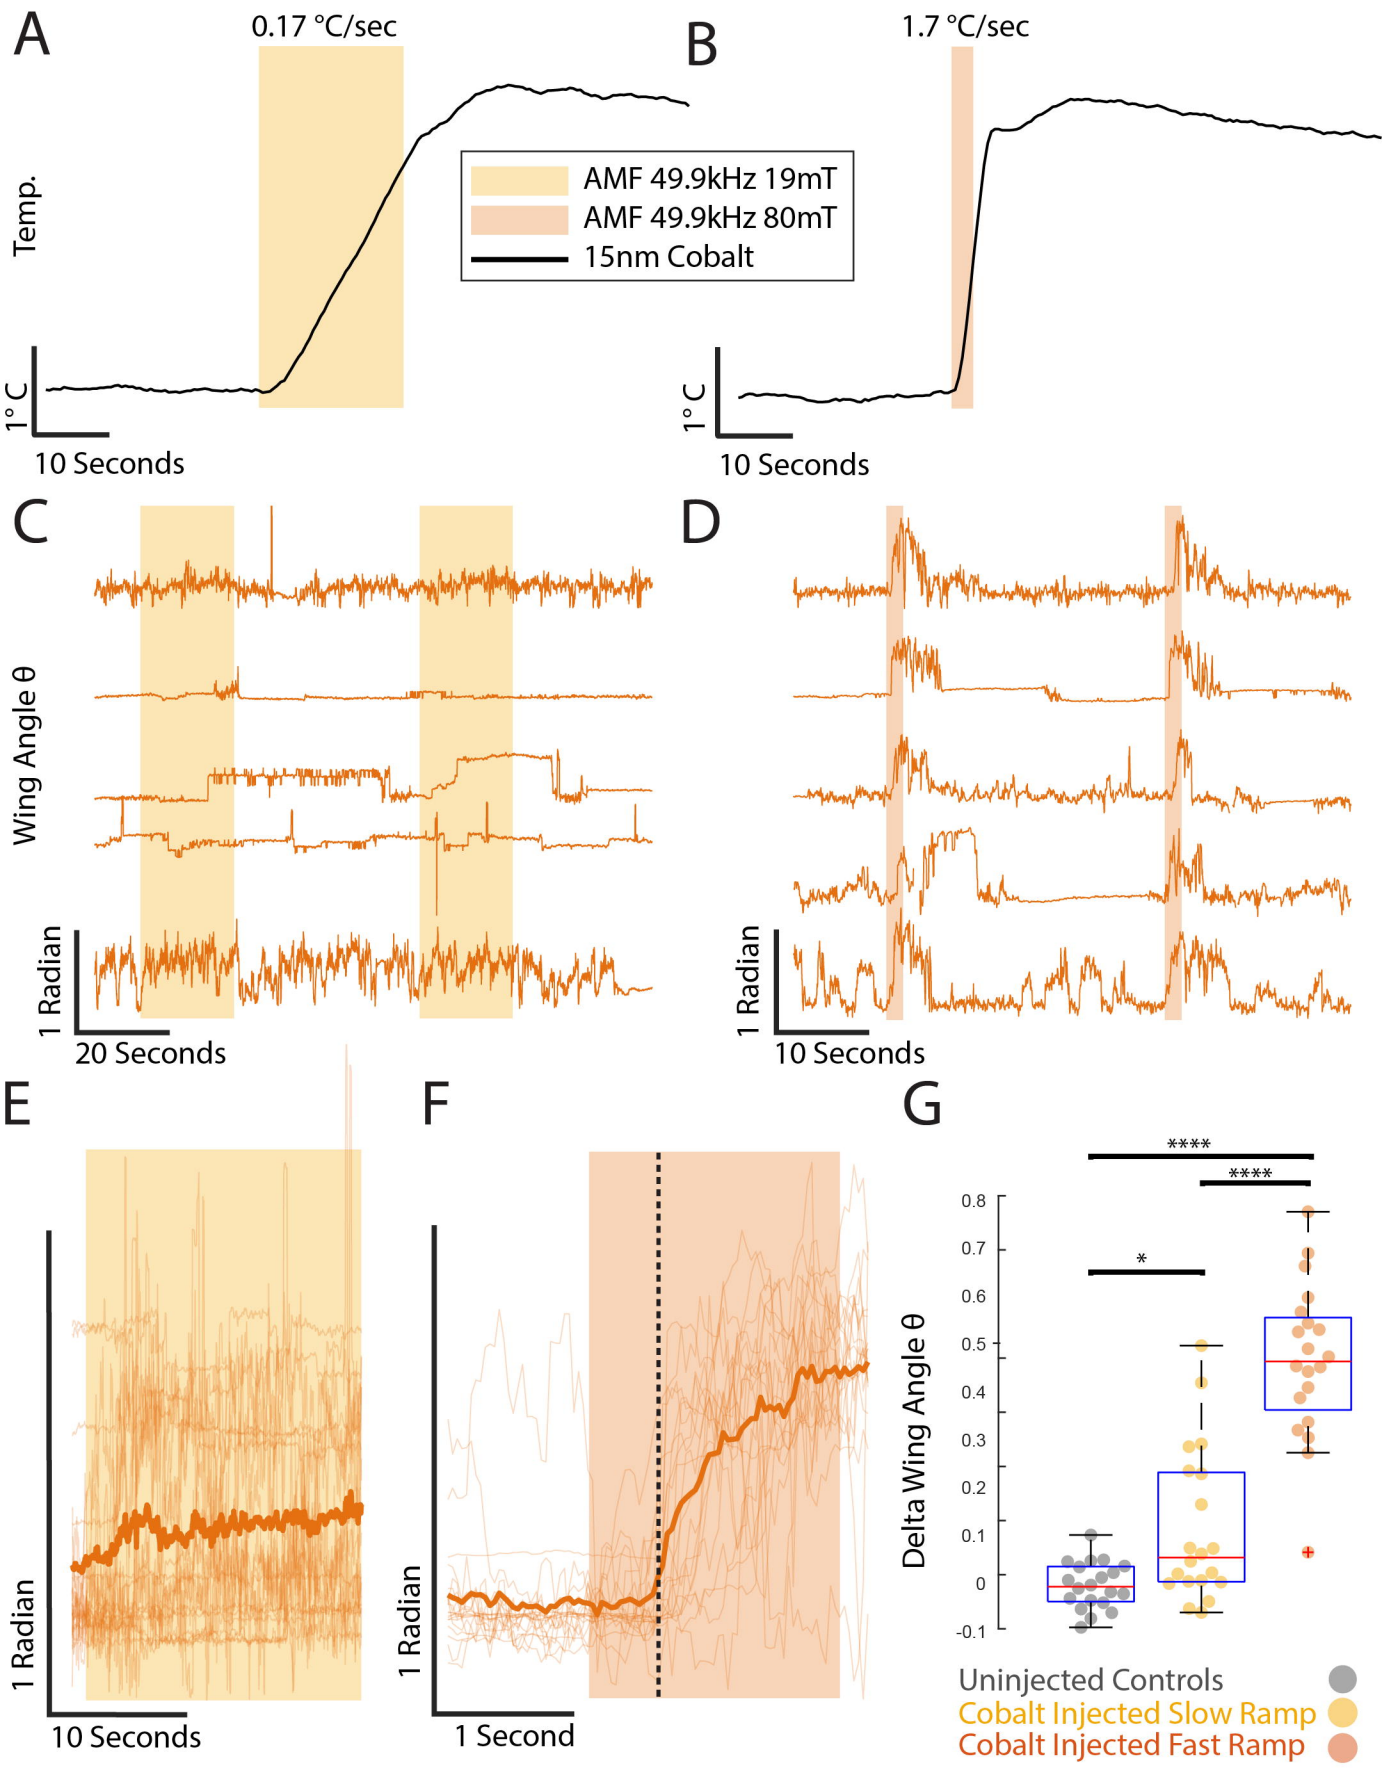 A
0.17 °C/sec
B
1.7 °C/sec
Temp.
AMF 49.9kHz 19mT
AMF 49.9kHz 80mT
15nm Cobalt
1° C
10 Seconds
1° C
10 Seconds
C
D
Wing Angle θ
1 Radian
20 Seconds
1 Radian
10 Seconds
E
F
G
1 Radian
10 Seconds
1 Radian
1 Second
****
****
*
Delta Wing Angle θ
0.8
0.7
0.6
0.5
0.4
0.3
0.2
0.1
0
-0.1
Uninjected Controls
Cobalt Injected Slow Ramp
Cobalt Injected Fast Ramp